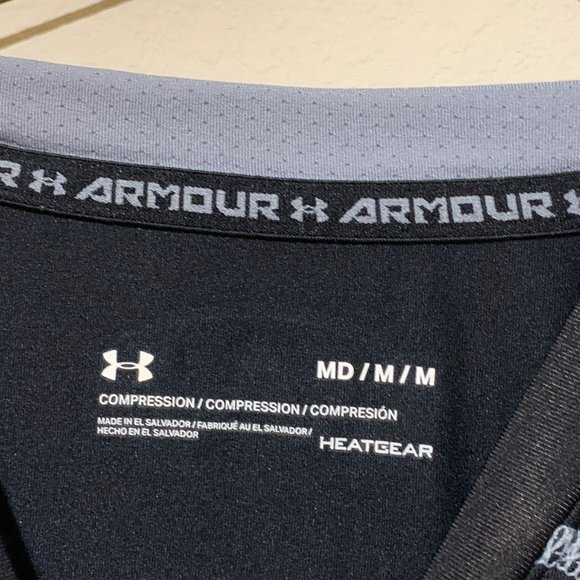 R ARMOUR ARMOUR
MD / M / M
COMPRESSION / COMPRESSION / COMPRESIÓN
MADE IN EL SALVADOR / FABRIQUÉ AU EL SALVADOR /
HECHO EN EL SALVADOR
HEATGEAR